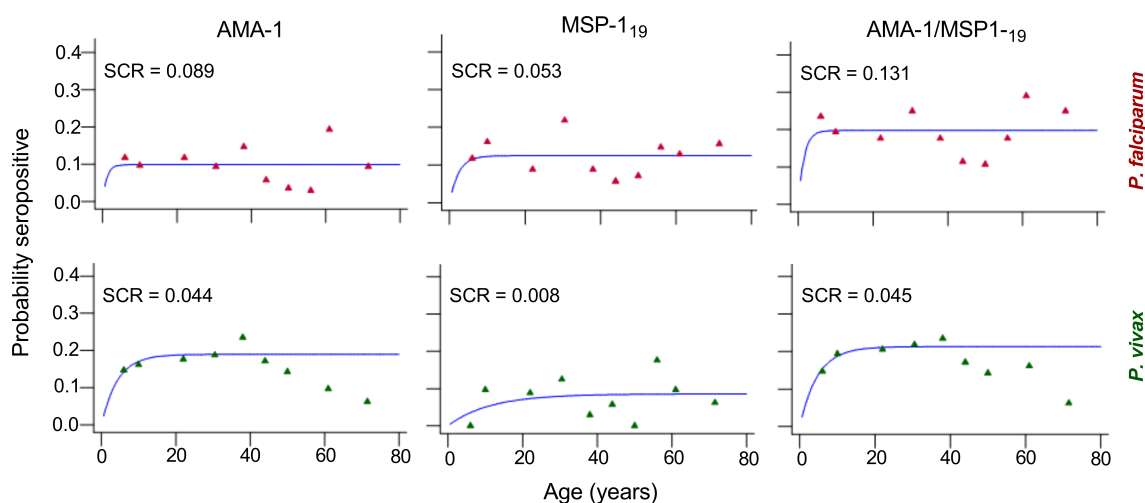 AMA-1 MSP-1₁₉ AMA-1/MSP1-₁₉
Probability seropositive
0.4
0.3
0.2
0.1
0.0
SCR = 0.089
SCR = 0.053
SCR = 0.131
P. falciparum
0.4
0.3
0.2
0.1
0.0
SCR = 0.044
SCR = 0.008
SCR = 0.045
P. vivax
0 20 40 60 80
0 20 40 60 80
0 20 40 60 80
Age (years)